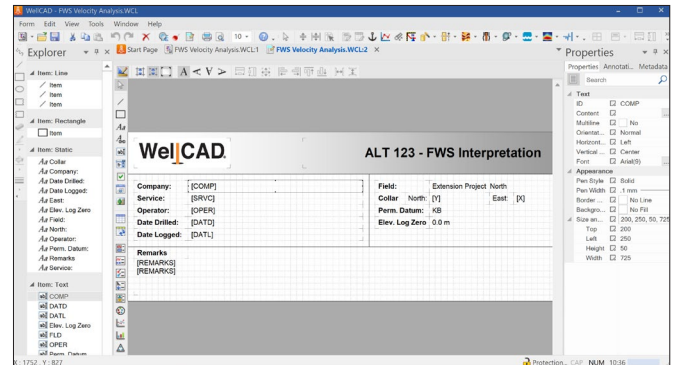 WellCAD - FWS Velocity Analysis.WCL
Form Edit View Tools Window Help
10
Explorer
Start Page FWS Velocity Analysis.WCL:1 FWS Velocity Analysis.WCL:2
Properties
Properties Annotati... Metadata
Search
Item: Line
Item
Item
Item
Item: Rectangle
Item
Item: Static
Collar
Company:
Date Drilled:
Date Logged:
East:
Elev. Log Zero
Field:
North:
Operator:
Perm. Datum:
Remarks
Service:
Item: Text
COMP
DATD
DATL
Elev. Log Zero
FLD
OPER
Perm. Datum
WellCAD
ALT 123 - FWS Interpretation
Company: [COMP]
Service: [SRVC]
Operator: [OPER]
Date Drilled: [DATD]
Date Logged: [DATL]
Field: Extension Project North
Collar North: [Y] East: [X]
Perm. Datum: KB
Elev. Log Zero 0.0 m
Remarks
[REMARKS]
[REMARKS]
Text
ID COMP
Content
Multiline No
Orientat... Normal
Horizont... Left
Vertical ... Center
Font Arial(9)
Appearance
Pen Style Solid
Pen Width .1 mm
Border ... No Line
Backgro... No Fill
Size an... 200, 250, 50, 725
Top 200
Left 250
Height 50
Width 725
X : 1752 , Y : 827
Protection... CAP NUM 10:36